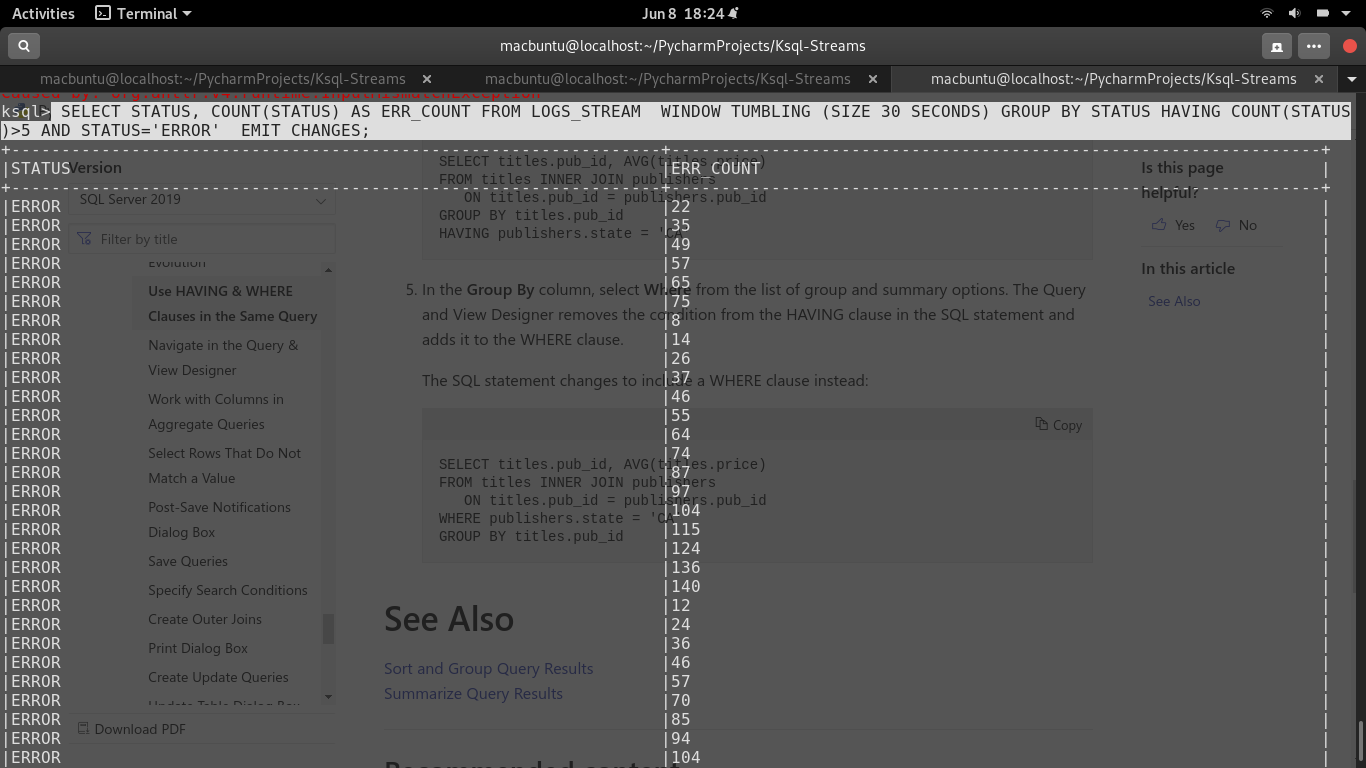 Activities Terminal Jun 8 18:24
macbuntu@localhost:~/PycharmProjects/Ksql-Streams
macbuntu@localhost:~/PycharmProjects/Ksql-Streams macbuntu@localhost:~/PycharmProjects/Ksql-Streams macbuntu@localhost:~/PycharmProjects/Ksql-Streams
Caused by: org.antlr.v4.runtime.InputMismatchException
ksql> SELECT STATUS, COUNT(STATUS) AS ERR_COUNT FROM LOGS_STREAM  WINDOW TUMBLING (SIZE 30 SECONDS) GROUP BY STATUS HAVING COUNT(STATUS
)>5 AND STATUS='ERROR'  EMIT CHANGES;
|STATUS |ERR_COUNT |
|ERROR |22 |
|ERROR |35 |
|ERROR |49 |
|ERROR |57 |
|ERROR |65 |
|ERROR |75 |
|ERROR |8 |
|ERROR |14 |
|ERROR |26 |
|ERROR |37 |
|ERROR |46 |
|ERROR |55 |
|ERROR |64 |
|ERROR |74 |
|ERROR |87 |
|ERROR |97 |
|ERROR |104 |
|ERROR |115 |
|ERROR |124 |
|ERROR |136 |
|ERROR |140 |
|ERROR |12 |
|ERROR |24 |
|ERROR |36 |
|ERROR |46 |
|ERROR |57 |
|ERROR |70 |
|ERROR |85 |
|ERROR |94 |
|ERROR |104 |
Version
SQL Server 2019
Filter by title
Evolution
Use HAVING & WHERE
Clauses in the Same Query
Navigate in the Query &
View Designer
Work with Columns in
Aggregate Queries
Select Rows That Do Not
Match a Value
Post-Save Notifications
Dialog Box
Save Queries
Specify Search Conditions
Create Outer Joins
Print Dialog Box
Create Update Queries
Update Table Dialog Box
Download PDF
SELECT titles.pub_id, AVG(titles.price)
FROM titles INNER JOIN publishers
ON titles.pub_id = publishers.pub_id
GROUP BY titles.pub_id
HAVING publishers.state = 'CA
5. In the Group By column, select Where from the list of group and summary options. The Query
and View Designer removes the condition from the HAVING clause in the SQL statement and
adds it to the WHERE clause.
The SQL statement changes to include a WHERE clause instead:
Copy
SELECT titles.pub_id, AVG(titles.price)
FROM titles INNER JOIN publishers
ON titles.pub_id = publishers.pub_id
WHERE publishers.state = 'CA
GROUP BY titles.pub_id
See Also
Sort and Group Query Results
Summarize Query Results
Recommended content
Is this page
helpful?
Yes No
In this article
See Also